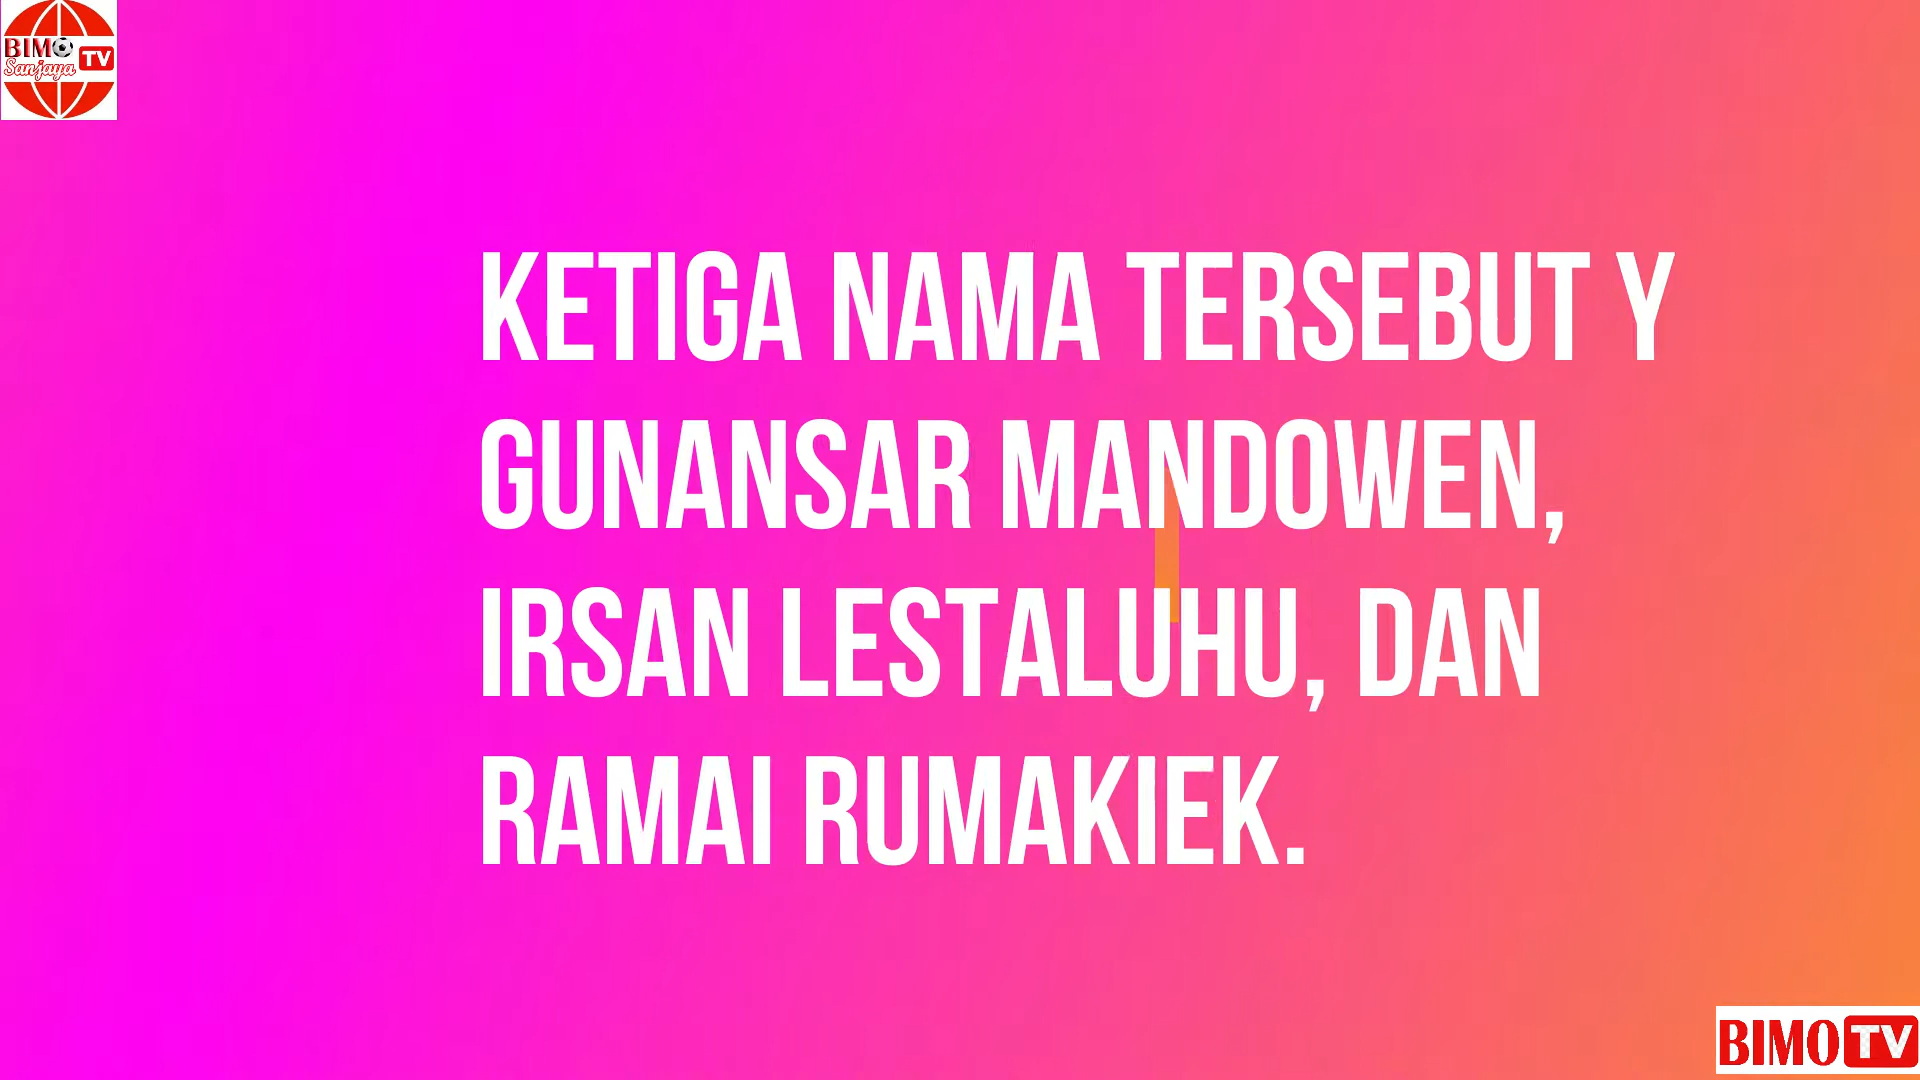 BIMO
Sanjaya TV
KETIGA NAMA TERSEBUT Y
GUNANSAR MANDOWEN,
IRSAN LESTALUHU, DAN
RAMAI RUMAKIEK.
BIMO TV